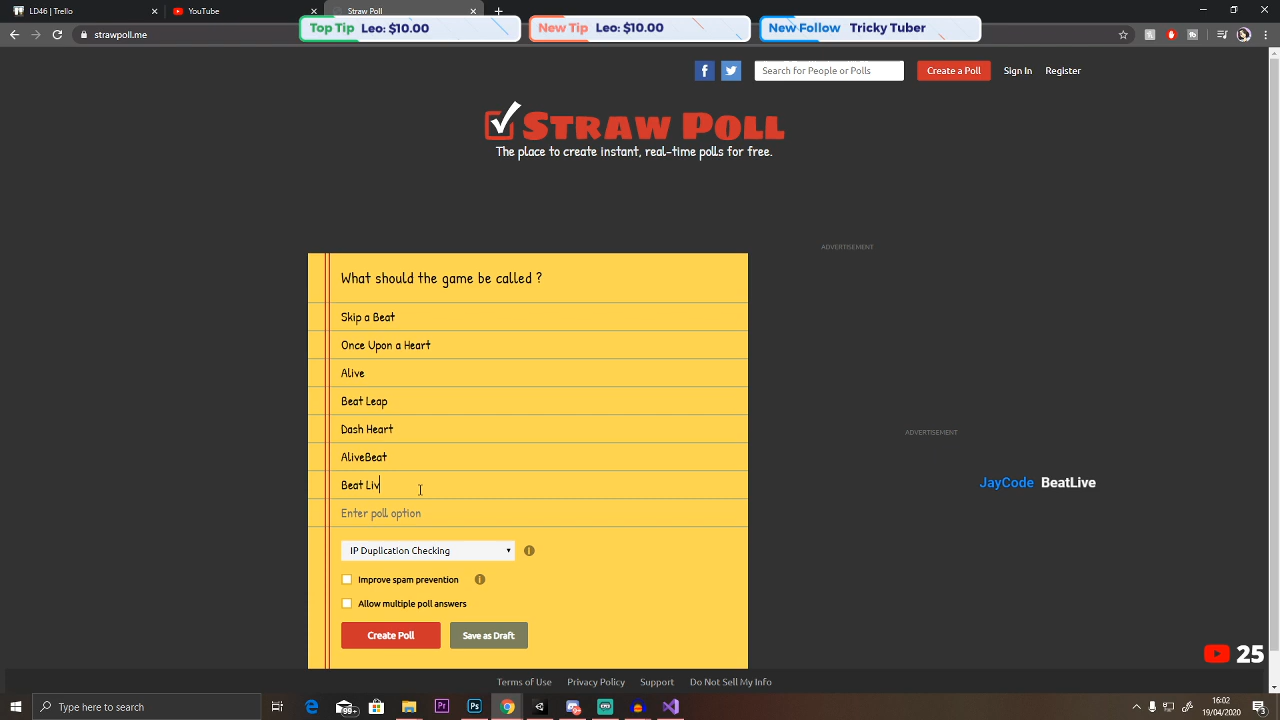 LD46 Jam
YouTube
Straw Poll
Top Tip Leo: $10.00
New Tip Leo: $10.00
New Follow Tricky Tuber
Search for People or Polls
Create a Poll
Sign In
Register
STRAW POLL
The place to create instant, real-time polls for free.
ADVERTISEMENT
What should the game be called ?
Skip a Beat
Once Upon a Heart
Alive
Beat Leap
Dash Heart
AliveBeat
Beat Liv
Enter poll option
ADVERTISEMENT
JayCode BeatLive
IP Duplication Checking
Improve spam prevention
Allow multiple poll answers
Create Poll
Save as Draft
25
Terms of Use Privacy Policy Support Do Not Sell My Info
Type here to search
16:02
19/04/2020